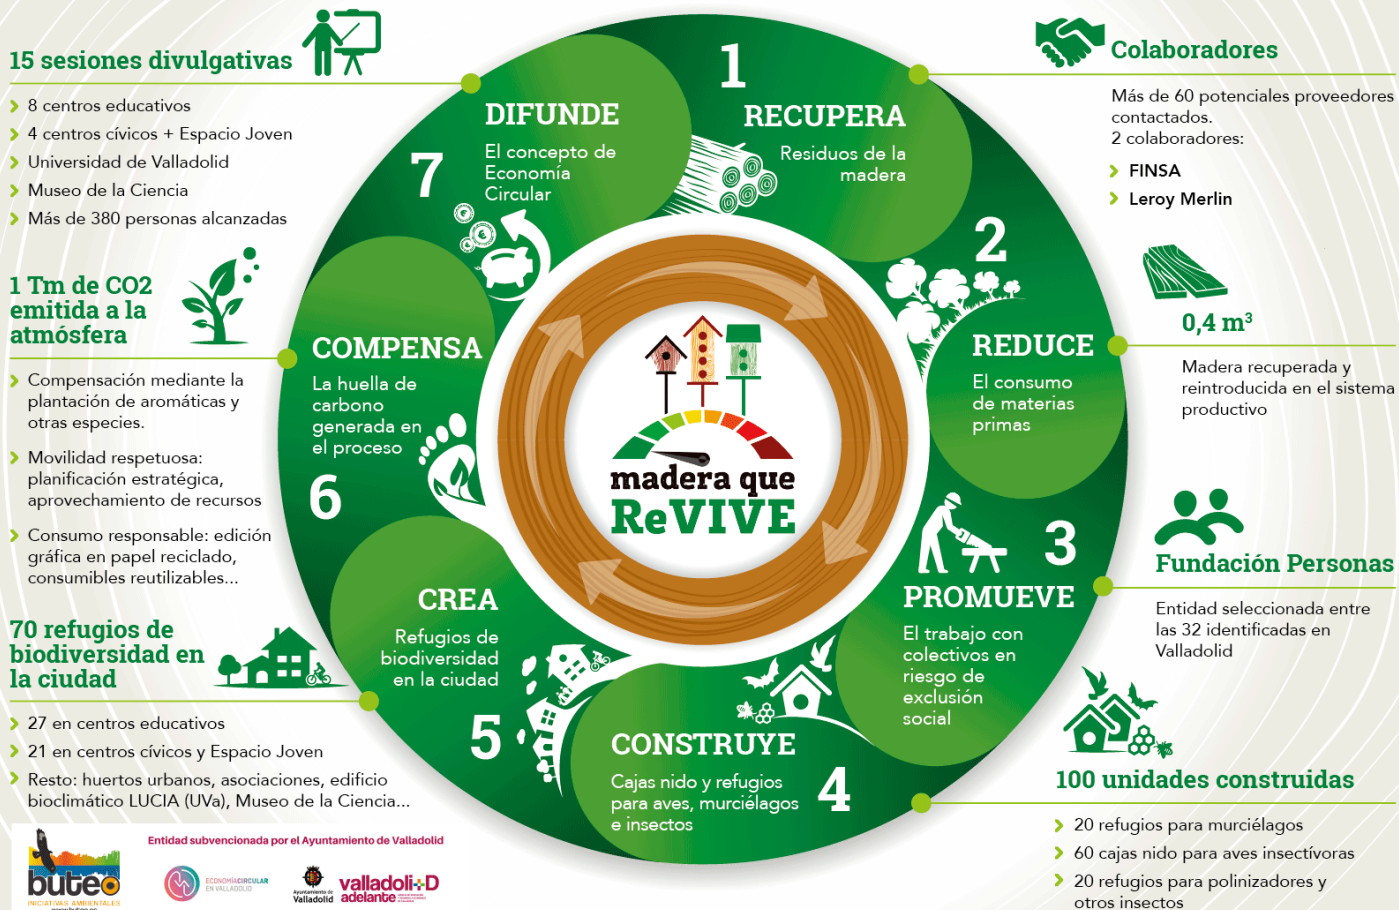 15 sesiones divulgativas
8 centros educativos
4 centros cívicos + Espacio Joven
Universidad de Valladolid
Museo de la Ciencia
Más de 380 personas alcanzadas
1 Tm de CO2
emitida a la
atmósfera
Compensación mediante la
plantación de aromáticas y
otras especies.
Movilidad respetuosa:
planificación estratégica,
aprovechamiento de recursos
Consumo responsable: edición
gráfica en papel reciclado,
consumibles reutilizables...
70 refugios de
biodiversidad en
la ciudad
27 en centros educativos
21 en centros cívicos y Espacio Joven
Resto: huertos urbanos, asociaciones, edificio
bioclimático LUCIA (UVa), Museo de la Ciencia...
1
RECUPERA
Residuos de la
madera
2
REDUCE
El consumo
de materias
primas
3
PROMUEVE
El trabajo con
colectivos en
riesgo de
exclusión
social
4
CONSTRUYE
Cajas nido y refugios
para aves, murciélagos
e insectos
5
CREA
Refugios de
biodiversidad
en la ciudad
6
COMPENSA
La huella de
carbono
generada en
el proceso
7
DIFUNDE
El concepto de
Economía
Circular
madera que
ReVIVE
Colaboradores
Más de 60 potenciales proveedores
contactados.
2 colaboradores:
FINSA
Leroy Merlin
0,4 m³
Madera recuperada y
reintroducida en el sistema
productivo
Fundación Personas
Entidad seleccionada entre
las 32 identificadas en
Valladolid
100 unidades construidas
20 refugios para murciélagos
60 cajas nido para aves insectívoras
20 refugios para polinizadores y
otros insectos
Entidad subvencionada por el Ayuntamiento de Valladolid
buteo
INICIATIVAS AMBIENTALES
www.buteo.es
ECONOMÍACIRCULAR
EN VALLADOLID
Ayuntamiento de
Valladolid
valladoli+D
adelante